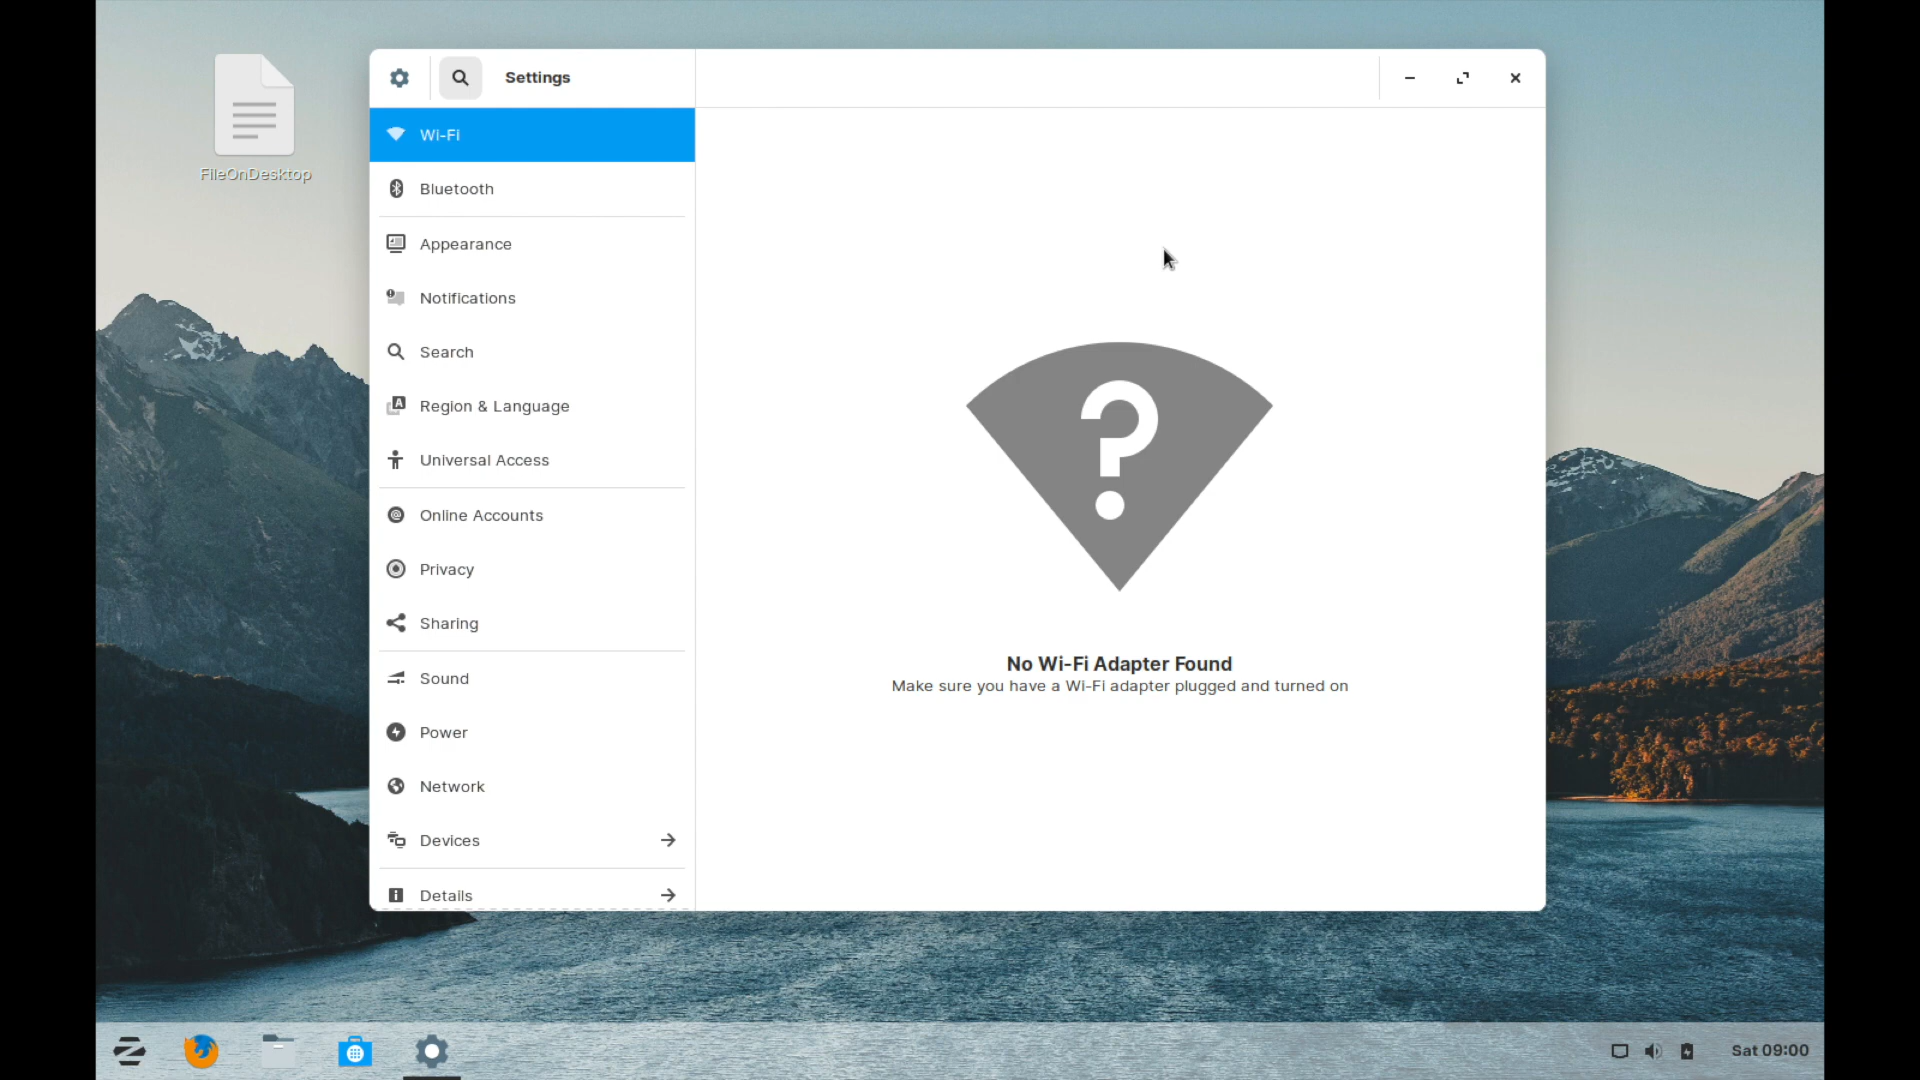 FileOnDesktop
Settings
Wi-Fi
Bluetooth
Appearance
Notifications
Search
Region & Language
Universal Access
Online Accounts
Privacy
Sharing
Sound
Power
Network
Devices
Details
No Wi-Fi Adapter Found
Make sure you have a Wi-Fi adapter plugged and turned on
Sat 09:00